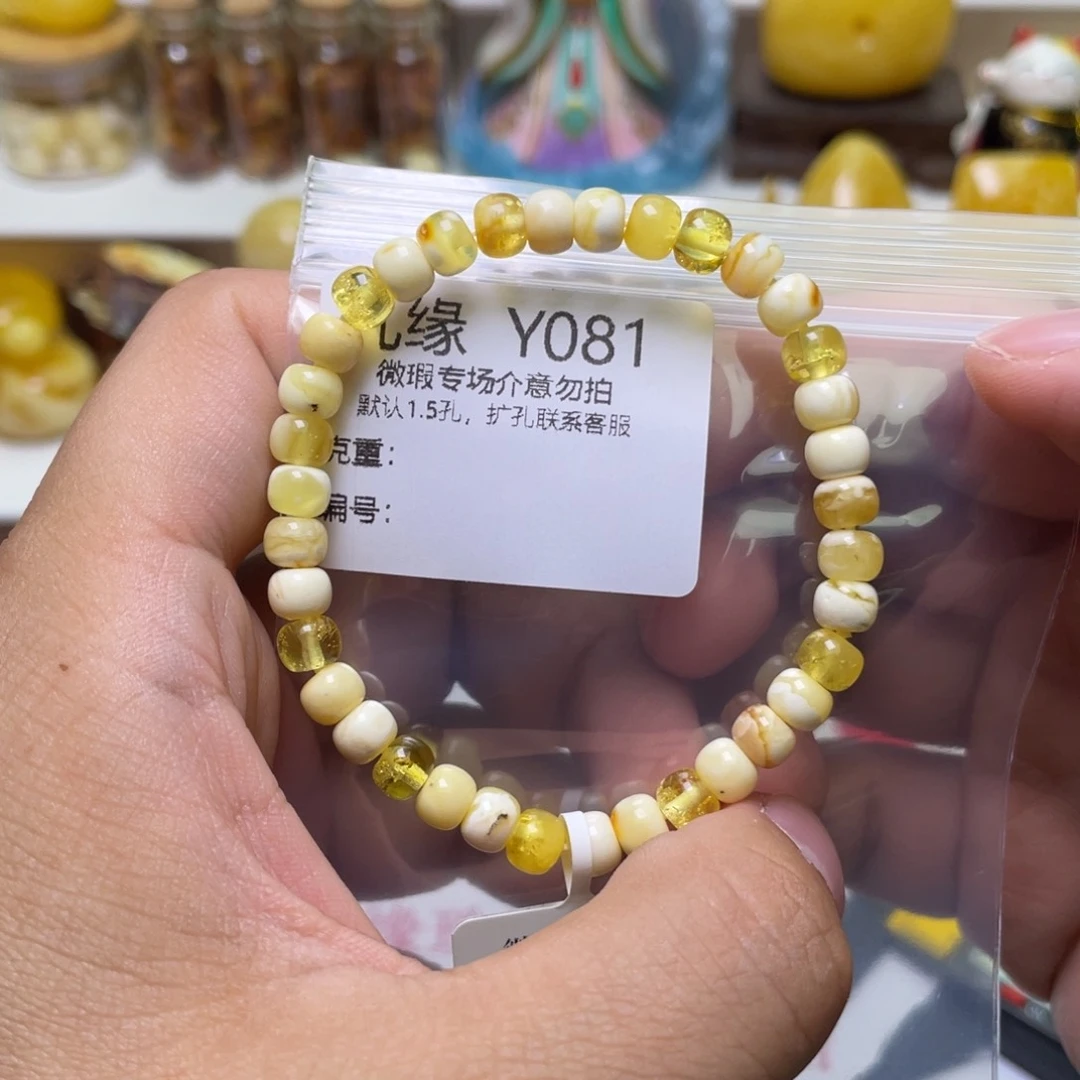 缘 Y081
微瑕专场介意勿拍
默认1.5孔，扩孔联系客服
克重：
编号：